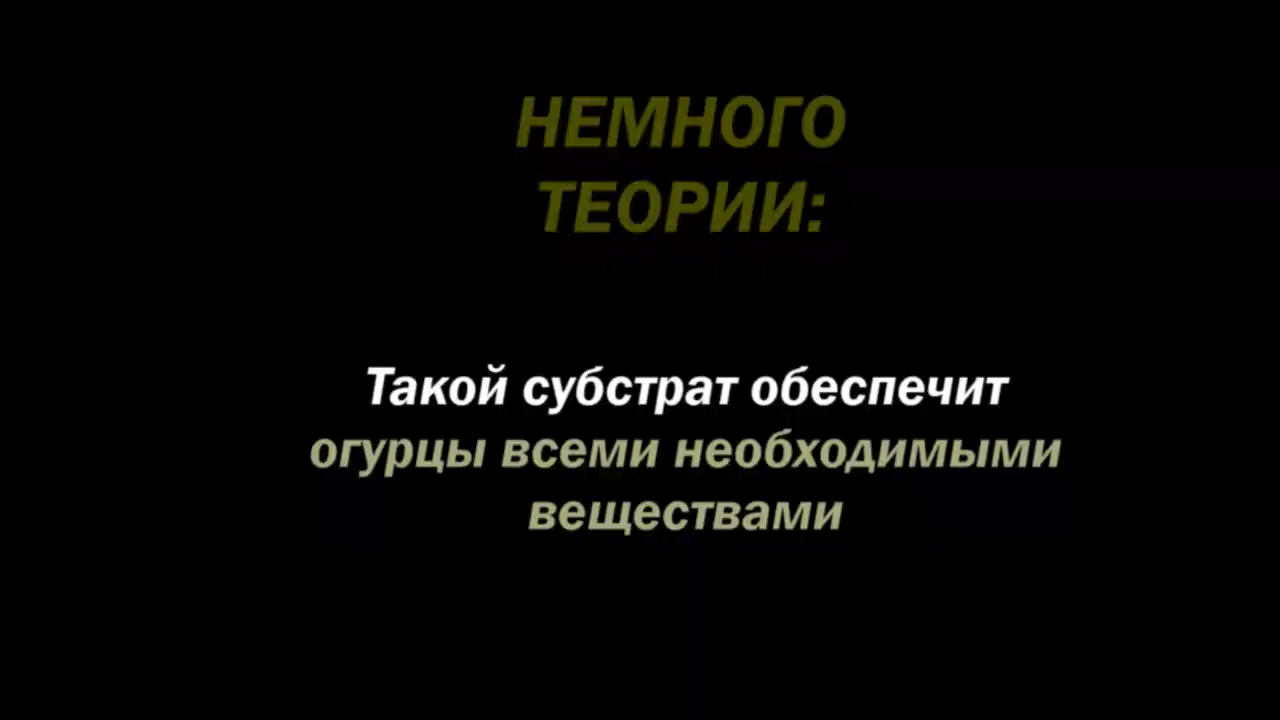 НЕМНОГО
ТЕОРИИ:
Такой субстрат обеспечит
огурцы всеми необходимыми
веществами